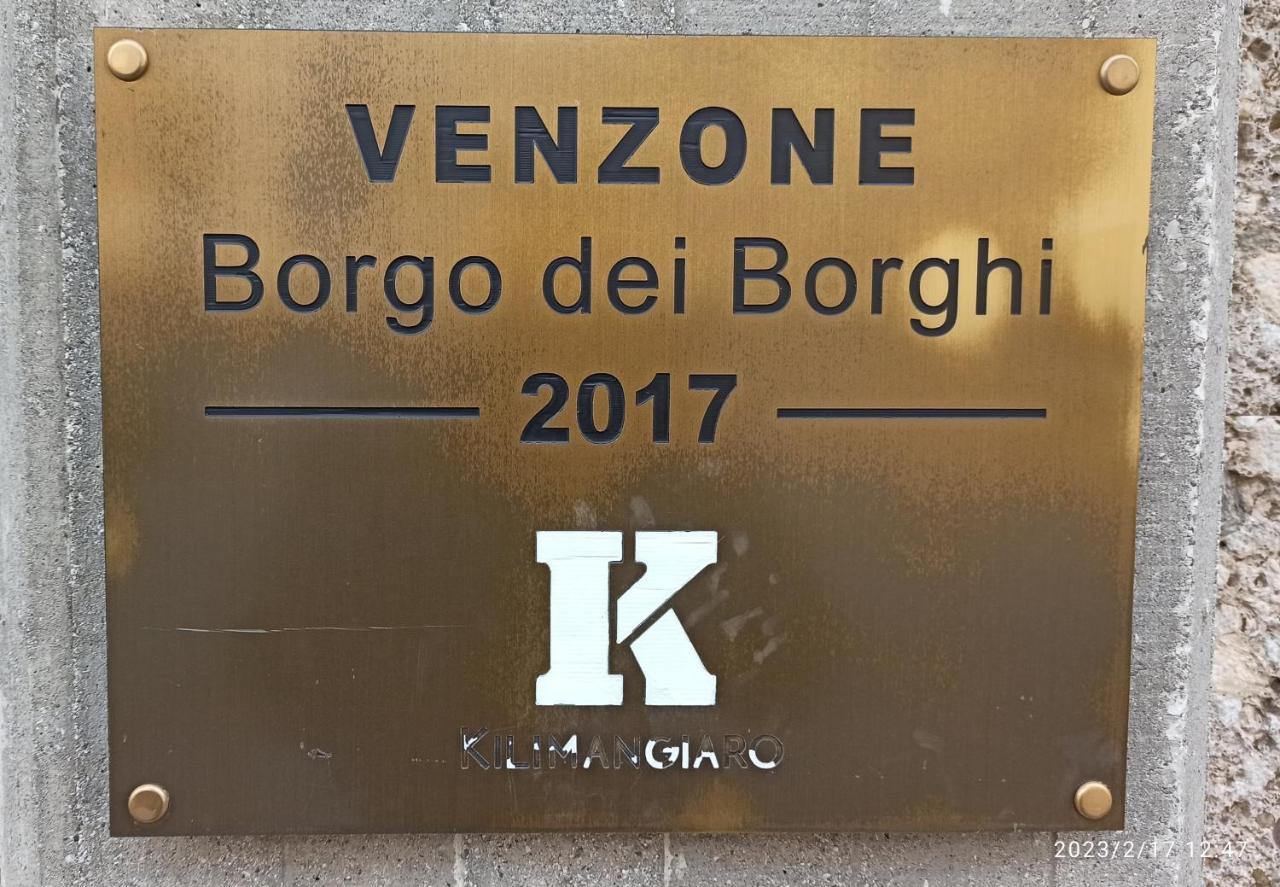 VENZONE
Borgo dei Borghi
2017
K
KILIMANGIARO
2023/2/17 12:47